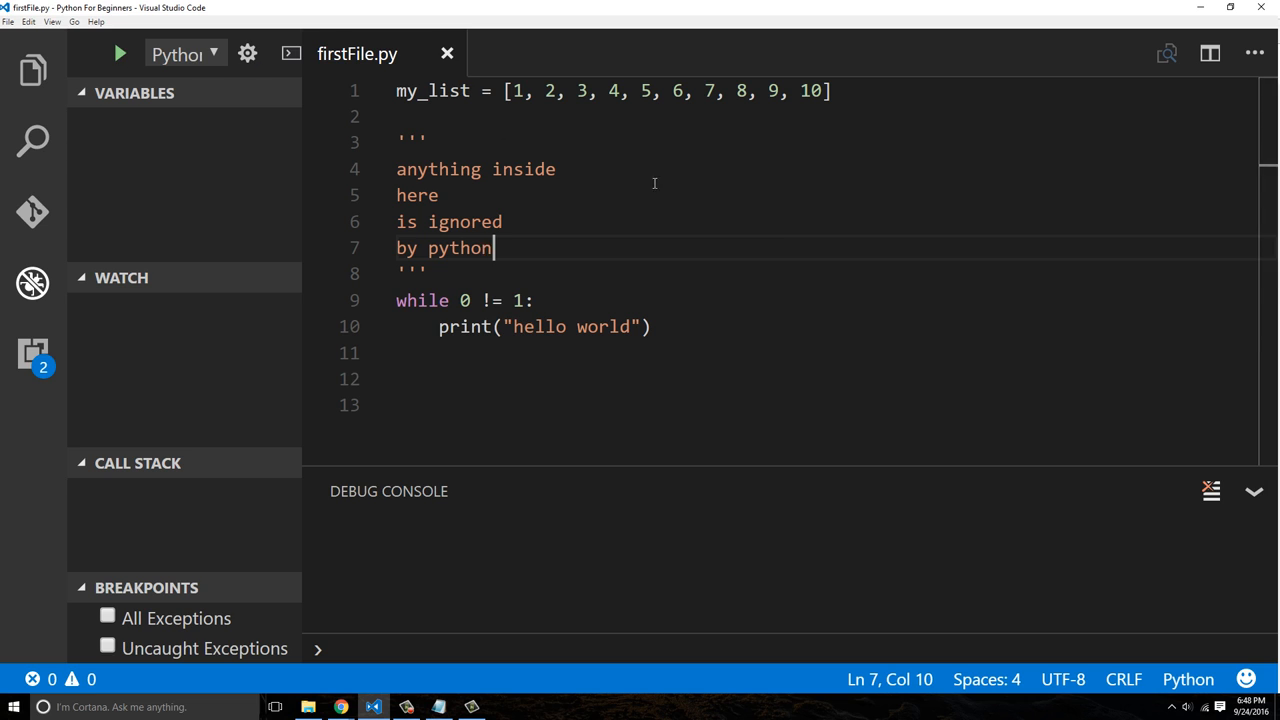 firstFile.py - Python For Beginners - Visual Studio Code
File Edit View Go Help
Python
firstFile.py
VARIABLES
WATCH
CALL STACK
BREAKPOINTS
All Exceptions
Uncaught Exceptions
1 my_list = [1, 2, 3, 4, 5, 6, 7, 8, 9, 10]
2
3 '''
4 anything inside
5 here
6 is ignored
7 by python
8 '''
9 while 0 != 1:
10     print("hello world")
11
12
13
DEBUG CONSOLE
2
0 0
Ln 7, Col 10 Spaces: 4 UTF-8 CRLF Python
I'm Cortana. Ask me anything.
6:48 PM
9/24/2016